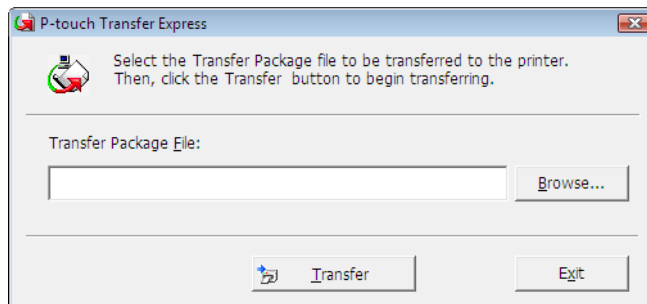 P-touch Transfer Express
Select the Transfer Package file to be transferred to the printer.
Then, click the Transfer button to begin transferring.
Transfer Package File:
Browse...
Transfer
Exit